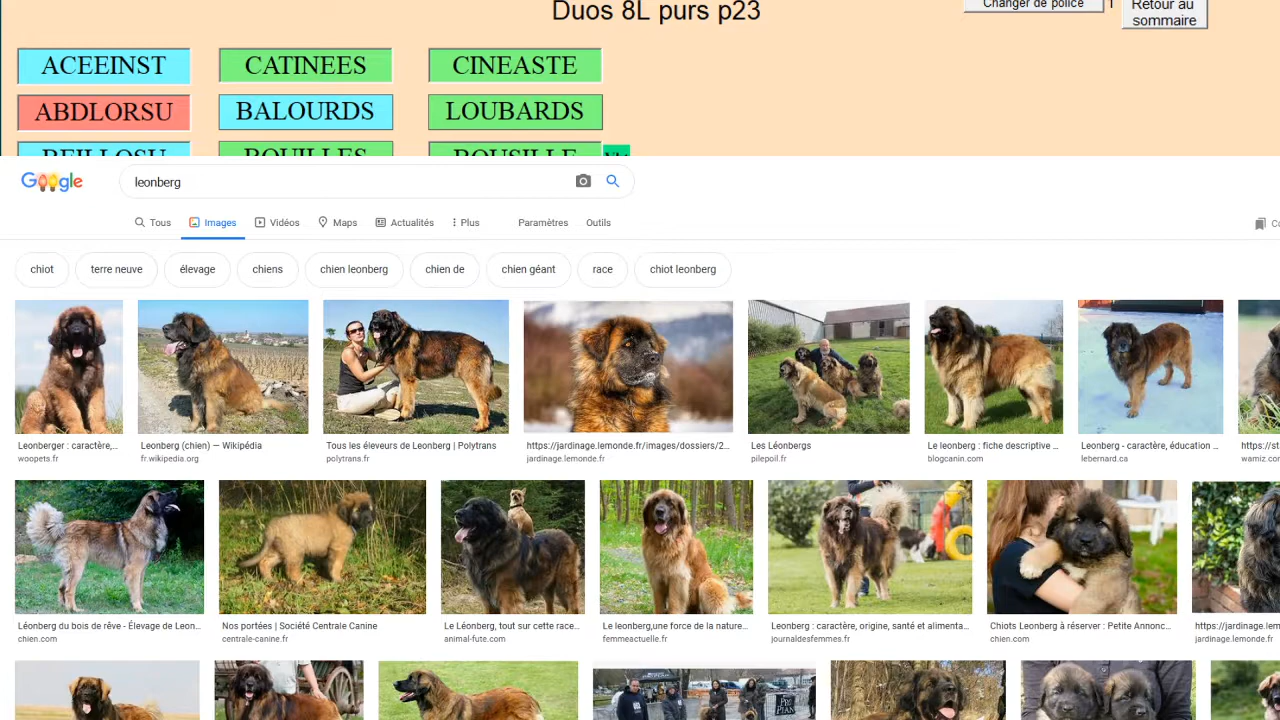 Duos 8L purs p23
Changer de police
1
Retour au
sommaire
ACEEINST CATINEES CINEASTE
ABDLORSU BALOURDS LOUBARDS
BEILLOSU BOUILLES BOUSILLE
Google
leonberg
Tous Images Vidéos Maps Actualités Plus Paramètres Outils
chiot terre neuve élevage chiens chien leonberg chien de chien géant race chiot leonberg
Leonberger : caractère,... Leonberg (chien) — Wikipédia Tous les éleveurs de Leonberg | Polytrans https://jardinage.lemonde.fr/images/dossiers/2... Les Léonbergs Le leonberg : fiche descriptive ... Leonberg - caractère, éducation ...
woopets.fr fr.wikipedia.org polytrans.fr jardinage.lemonde.fr pilepoil.fr blogcanin.com lebernard.ca
Léonberg du bois de rêve - Élevage de Leon... Nos portées | Société Centrale Canine Le Léonberg, tout sur cette race... Le leonberg,une force de la nature... Leonberg : caractère, origine, santé et alimenta... Chiots Leonberg à réserver : Petite Annonc... https://jardinage.lem
chien.com centrale-canine.fr animal-fute.com femmeactuelle.fr journaldesfemmes.fr chien.com jardinage.lemonde.fr